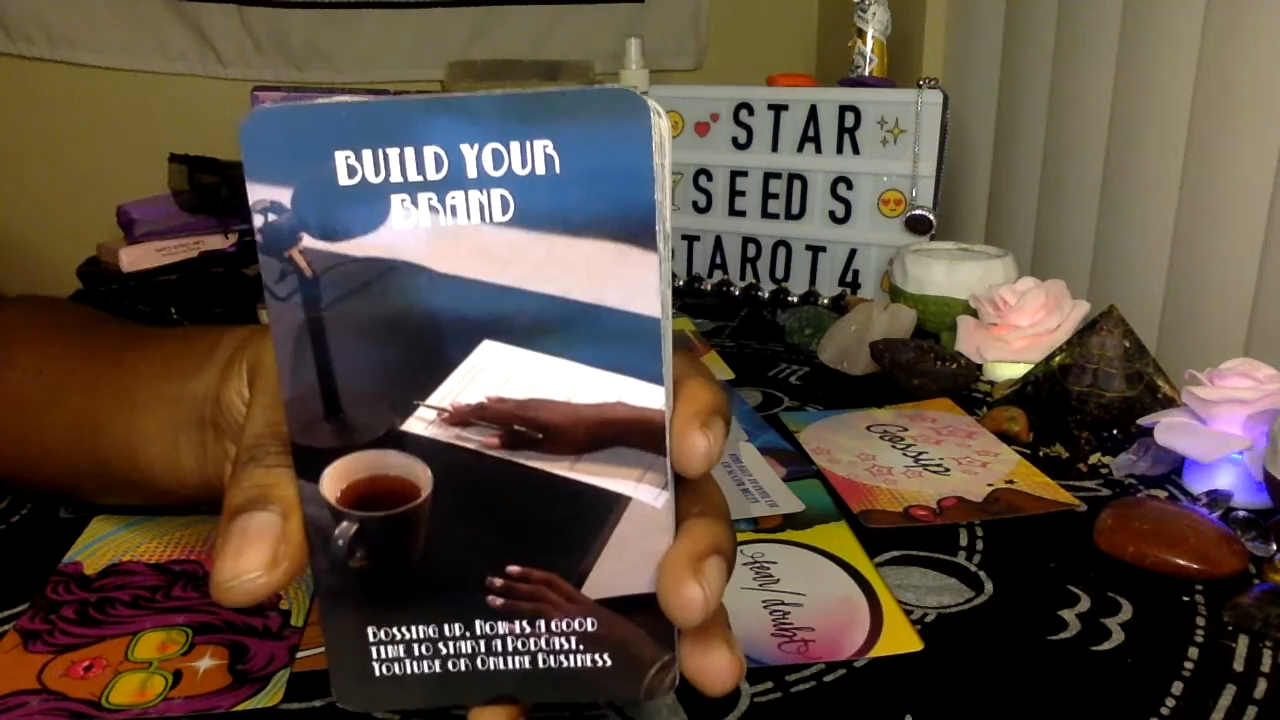 BUILD YOUR
BRAND
BOSSING UP, NOW IS A GOOD
TIME TO START A PODCAST,
YOUTUBE OR ONLINE BUSINESS
STAR
SEEDS
TAROT4
Gossip
fear/doubt